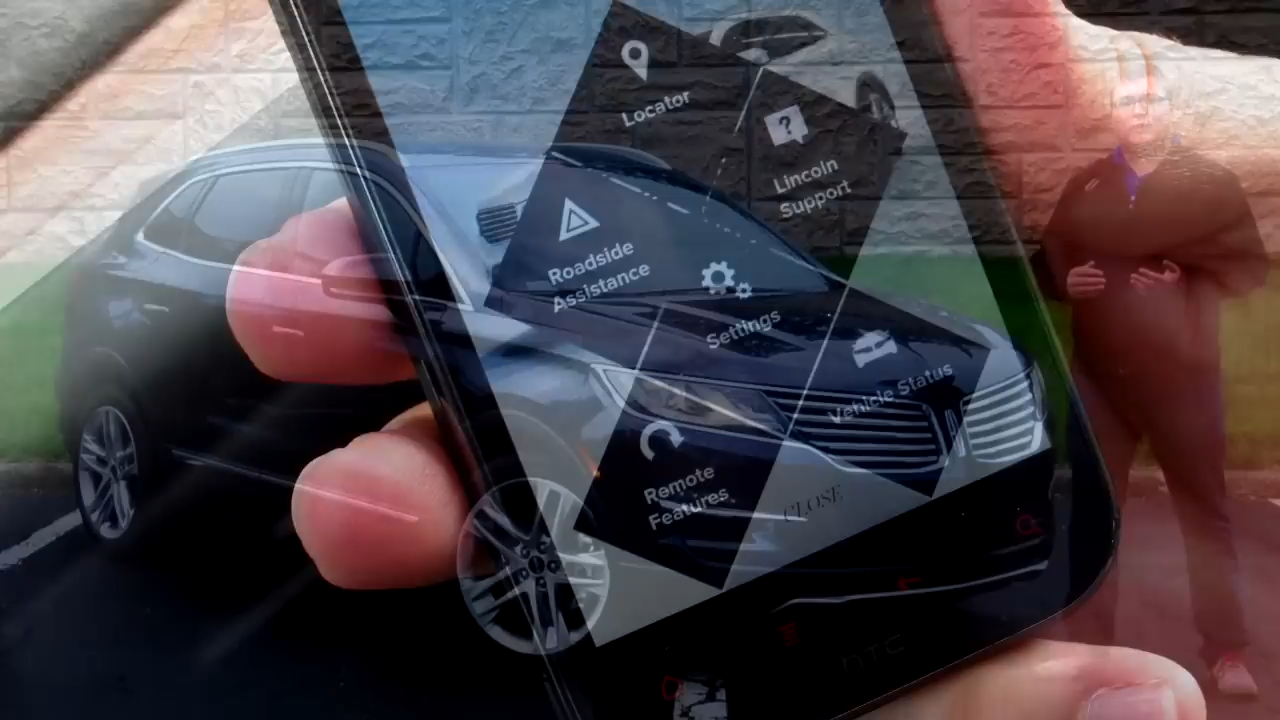 Locator
Lincoln
Support
Roadside
Assistance
Settings
Vehicle Status
Remote
Features
CLOSE
hTC